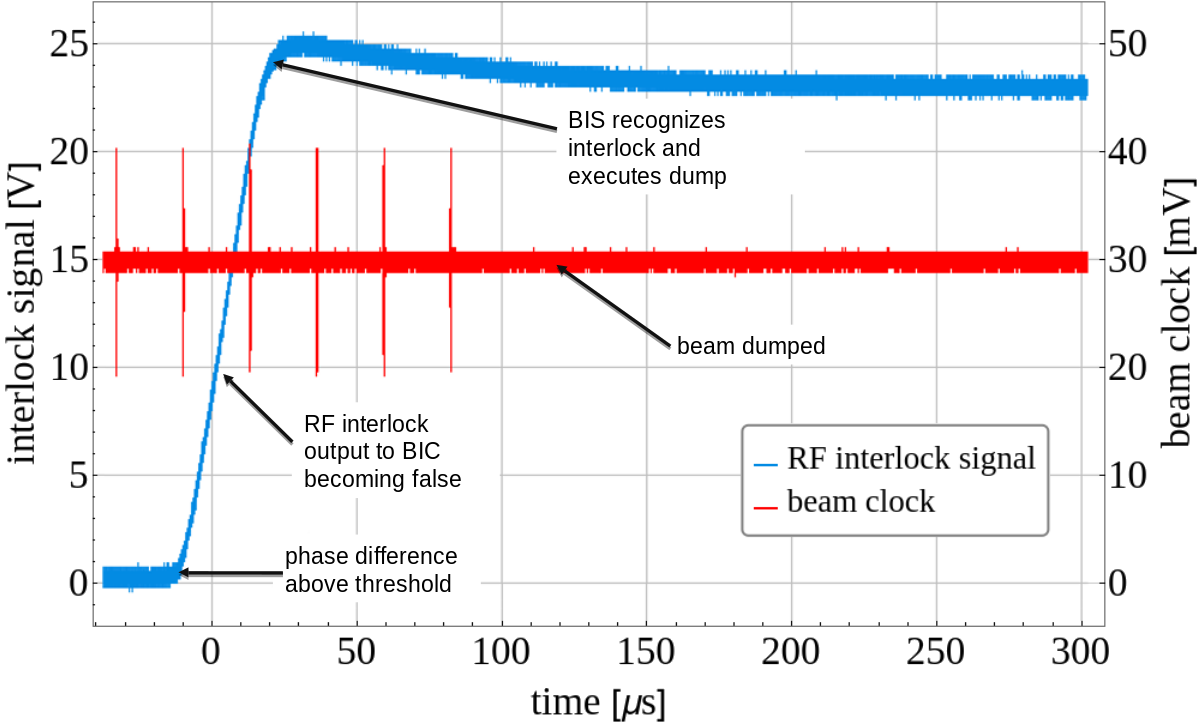 25
20
15
10
5
0
50
40
30
20
10
0
interlock signal [V]
beam clock [mV]
BIS recognizes
interlock and
executes dump
beam dumped
RF interlock
output to BIC
becoming false
RF interlock signal
beam clock
phase difference
above threshold
0 50 100 150 200 250 300
time [μs]